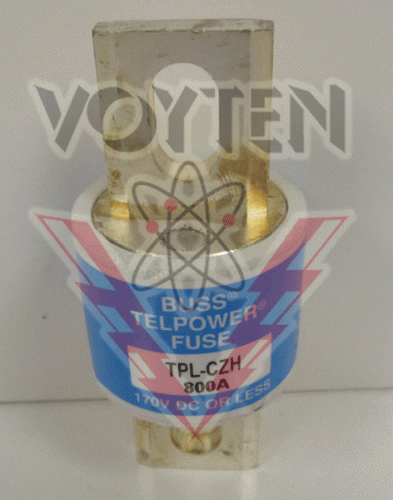 VOYTEN
BUSS®
TELPOWER®
FUSE
TPL-CZH
800A
170V DC OR LESS